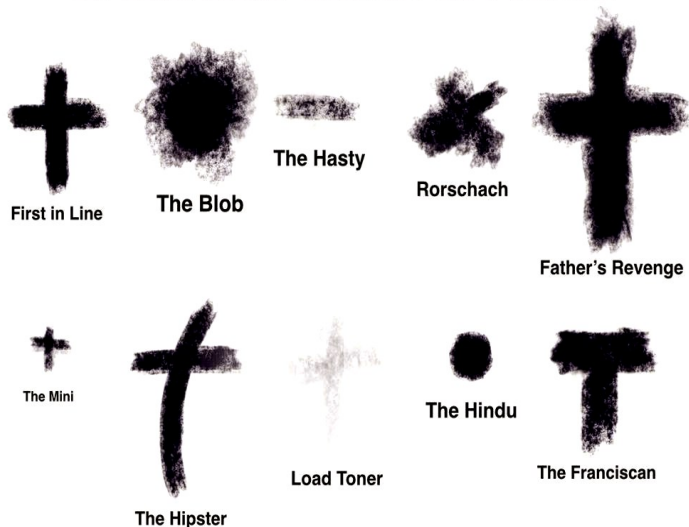 First in Line
The Blob
The Hasty
Rorschach
Father's Revenge
The Mini
The Hipster
Load Toner
The Hindu
The Franciscan